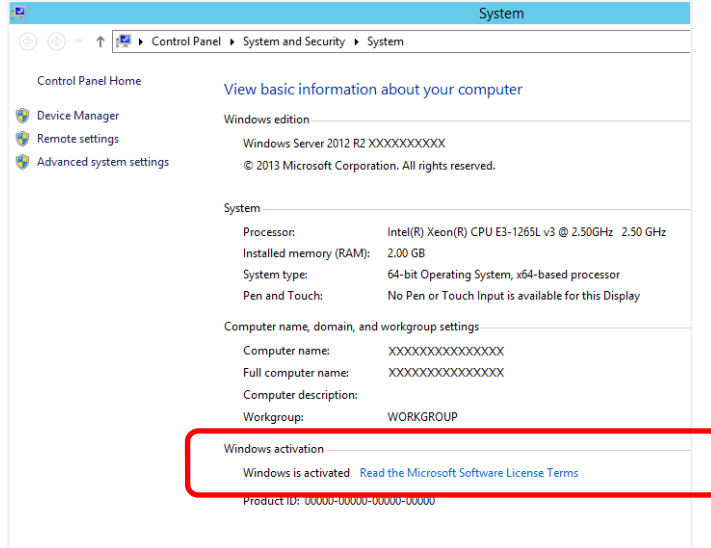 System
Control Panel ▸ System and Security ▸ System
Control Panel Home
Device Manager
Remote settings
Advanced system settings
View basic information about your computer
Windows edition
Windows Server 2012 R2 XXXXXXXXXX
© 2013 Microsoft Corporation. All rights reserved.
System
Processor: Intel(R) Xeon(R) CPU E3-1265L v3 @ 2.50GHz 2.50 GHz
Installed memory (RAM): 2.00 GB
System type: 64-bit Operating System, x64-based processor
Pen and Touch: No Pen or Touch Input is available for this Display
Computer name, domain, and workgroup settings
Computer name: XXXXXXXXXXXXXXX
Full computer name: XXXXXXXXXXXXXXX
Computer description:
Workgroup: WORKGROUP
Windows activation
Windows is activated Read the Microsoft Software License Terms
Product ID: 00000-00000-00000-00000